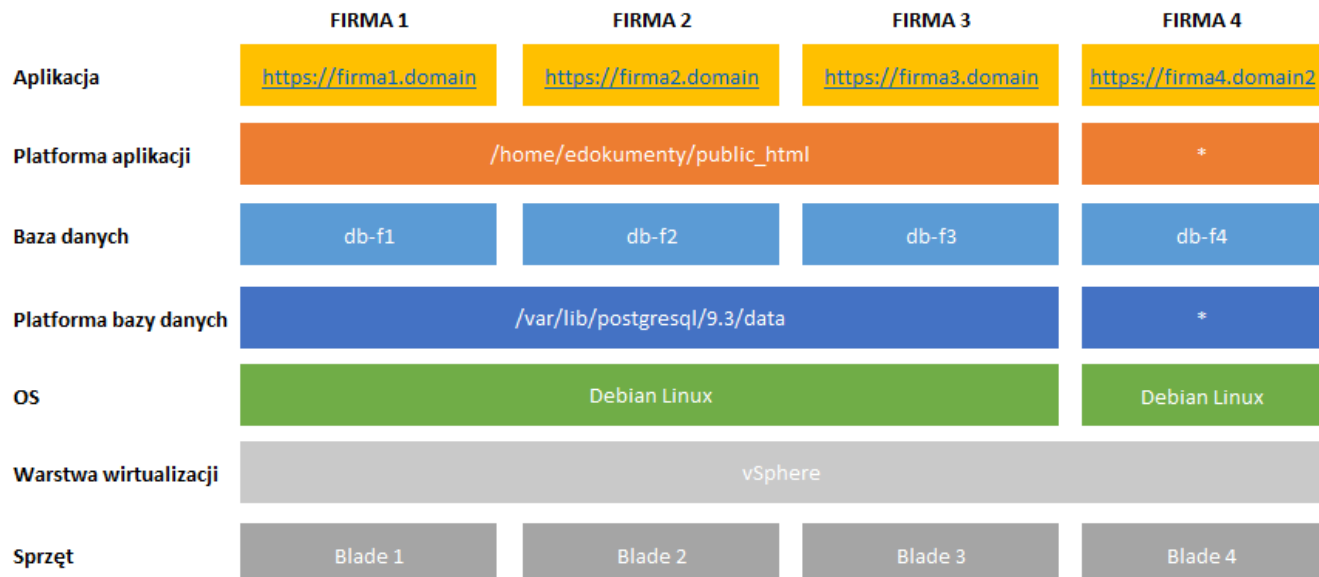 FIRMA 1 FIRMA 2 FIRMA 3 FIRMA 4
Aplikacja https://firma1.domain https://firma2.domain https://firma3.domain https://firma4.domain2
Platforma aplikacji /home/edokumenty/public_html *
Baza danych db-f1 db-f2 db-f3 db-f4
Platforma bazy danych /var/lib/postgresql/9.3/data *
OS Debian Linux Debian Linux
Warstwa wirtualizacji vSphere
Sprzęt Blade 1 Blade 2 Blade 3 Blade 4